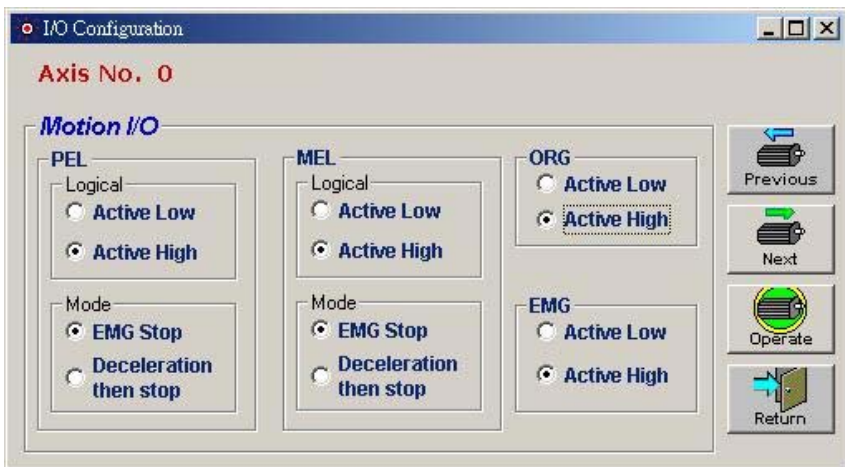 I/O Configuration
Axis No. 0
Motion I/O
PEL
Logical
Active Low
Active High
Mode
EMG Stop
Deceleration
then stop
MEL
Logical
Active Low
Active High
Mode
EMG Stop
Deceleration
then stop
ORG
Active Low
Active High
EMG
Active Low
Active High
Previous
Next
Operate
Return